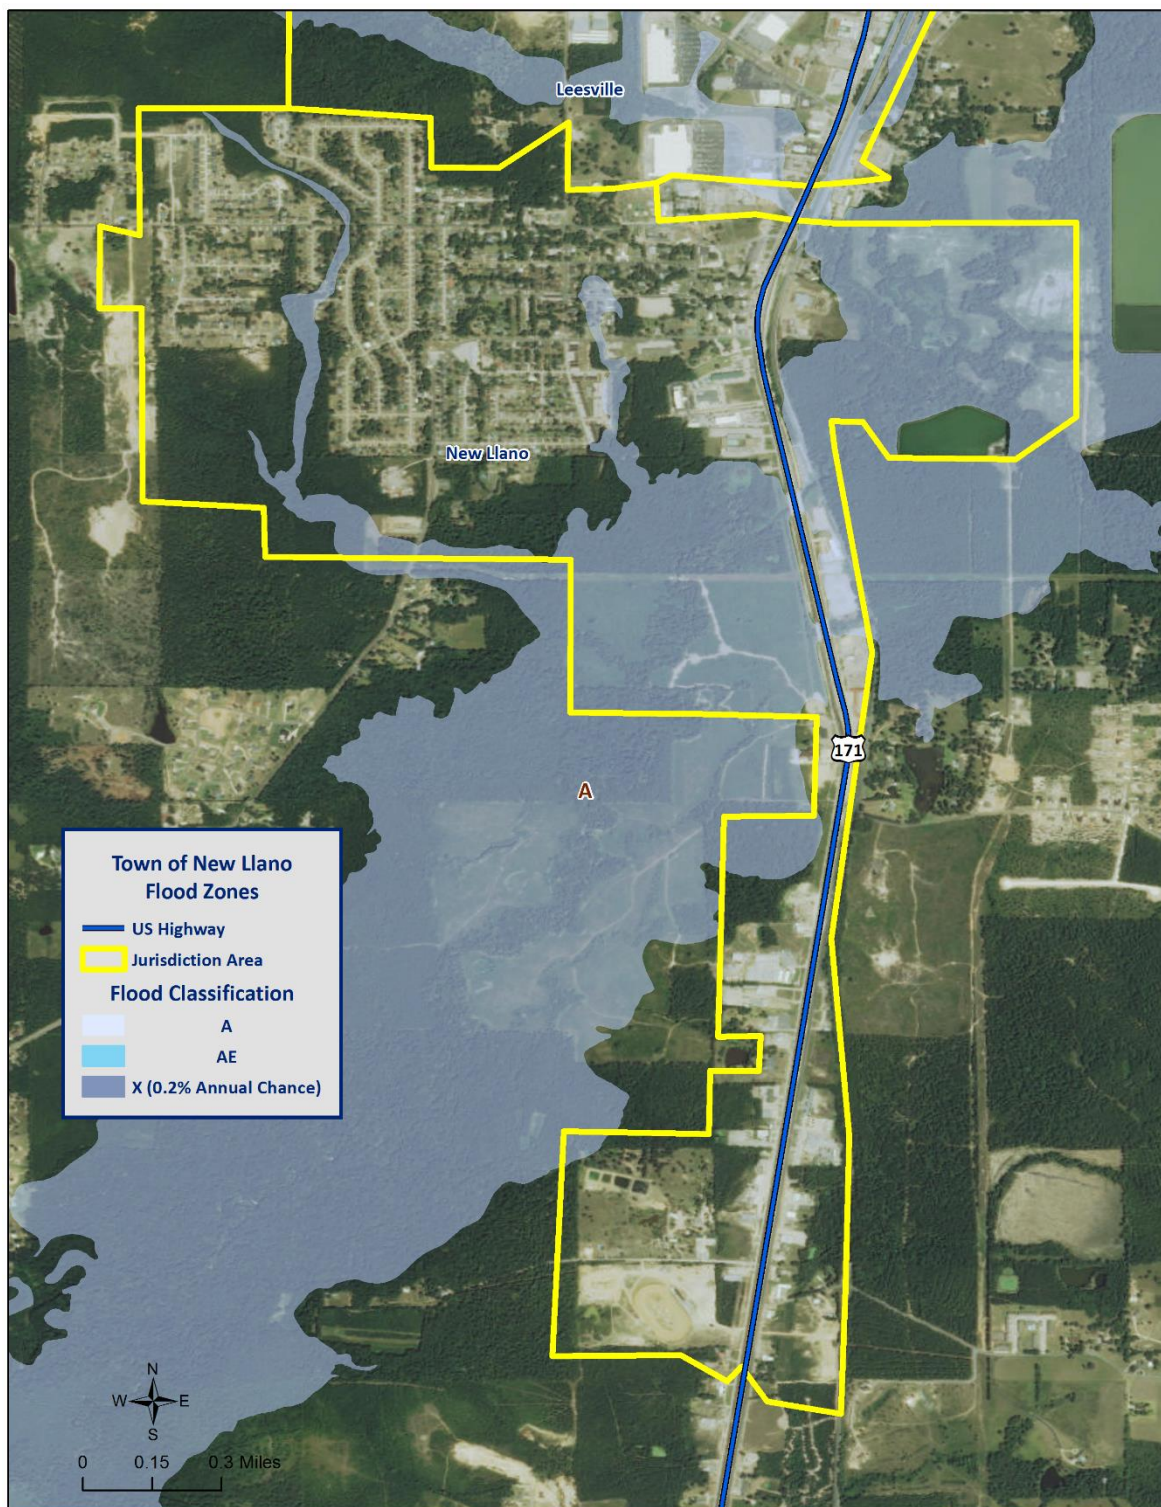 Leesville
New Llano
171
A
Town of New Llano
Flood Zones
US Highway
Jurisdiction Area
Flood Classification
A
AE
X (0.2% Annual Chance)
N
W E
S
0 0.15 0.3 Miles